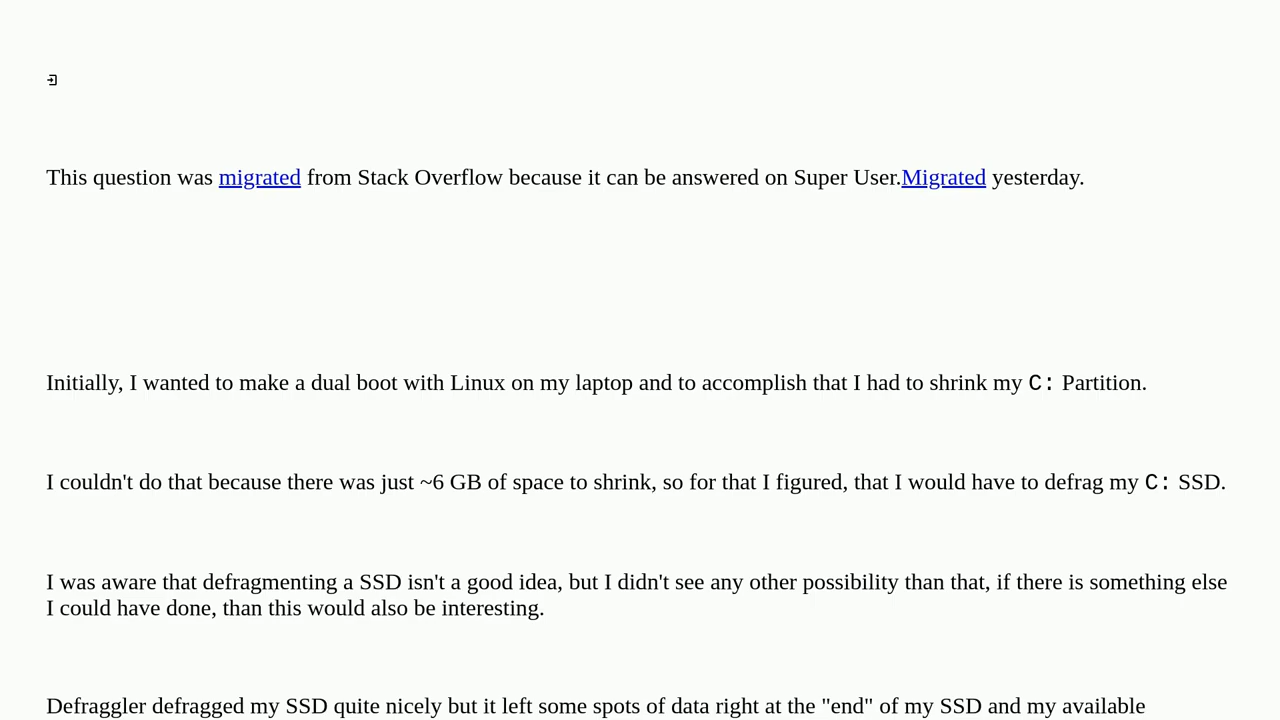 This question was migrated from Stack Overflow because it can be answered on Super User.Migrated yesterday.
Initially, I wanted to make a dual boot with Linux on my laptop and to accomplish that I had to shrink my C: Partition.
I couldn't do that because there was just ~6 GB of space to shrink, so for that I figured, that I would have to defrag my C: SSD.
I was aware that defragmenting a SSD isn't a good idea, but I didn't see any other possibility than that, if there is something else
I could have done, than this would also be interesting.
Defraggler defragged my SSD quite nicely but it left some spots of data right at the "end" of my SSD and my available